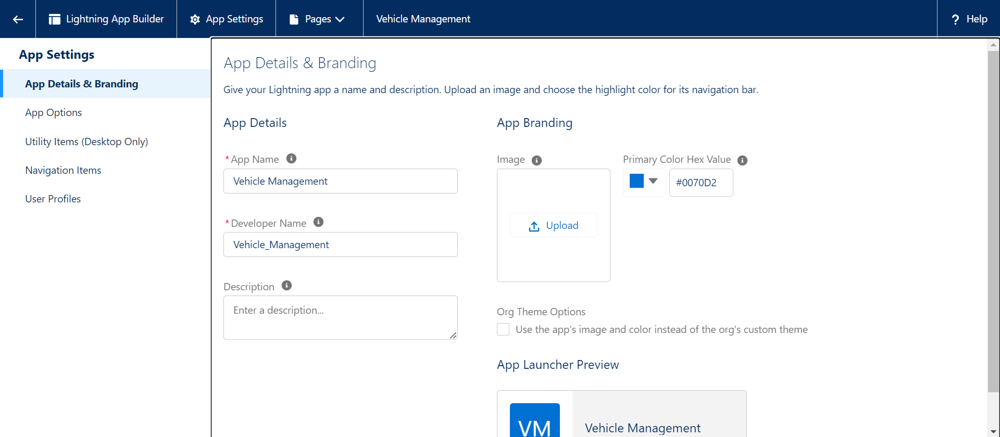 Lightning App Builder
App Settings
Pages
Vehicle Management
? Help
App Settings
App Details & Branding
App Options
Utility Items (Desktop Only)
Navigation Items
User Profiles
App Details & Branding
Give your Lightning app a name and description. Upload an image and choose the highlight color for its navigation bar.
App Details
* App Name
Vehicle Management
* Developer Name
Vehicle_Management
Description
Enter a description...
App Branding
Image
Upload
Primary Color Hex Value
#0070D2
Org Theme Options
Use the app's image and color instead of the org's custom theme
App Launcher Preview
VM
Vehicle Management